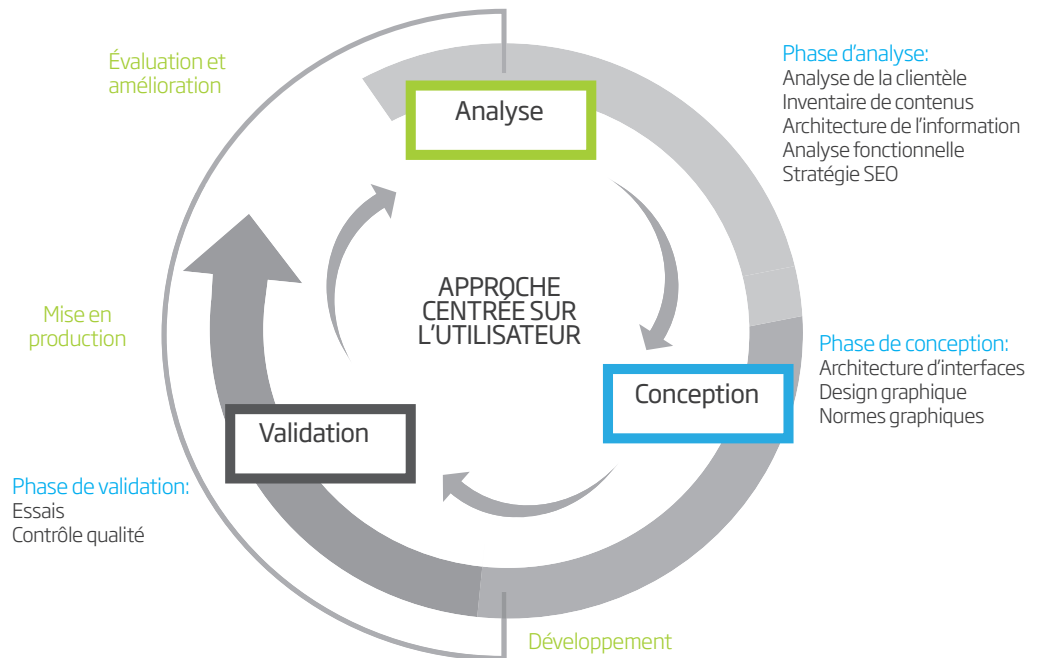 Évaluation et
amélioration
Analyse
Phase d'analyse:
Analyse de la clientèle
Inventaire de contenus
Architecture de l'information
Analyse fonctionnelle
Stratégie SEO
APPROCHE
CENTRÉE SUR
L'UTILISATEUR
Mise en
production
Phase de conception:
Architecture d'interfaces
Design graphique
Normes graphiques
Conception
Validation
Phase de validation:
Essais
Contrôle qualité
Développement